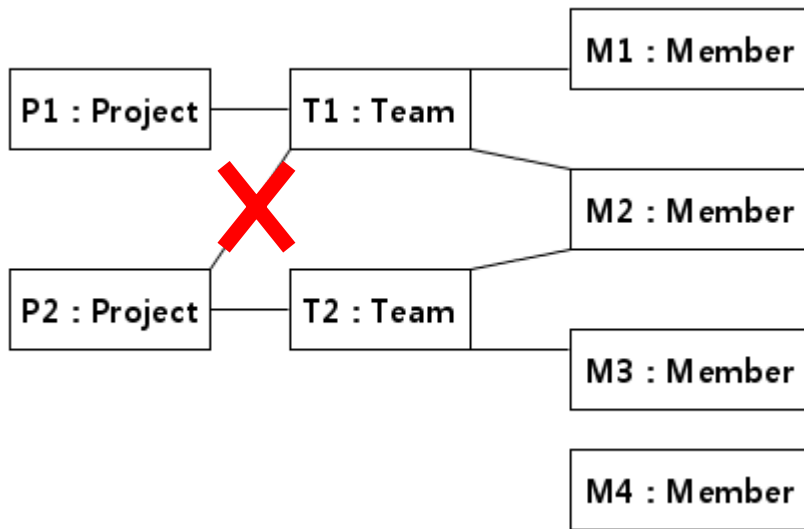 M1 : Member
P1 : Project
T1 : Team
M2 : Member
P2 : Project
T2 : Team
M3 : Member
M4 : Member